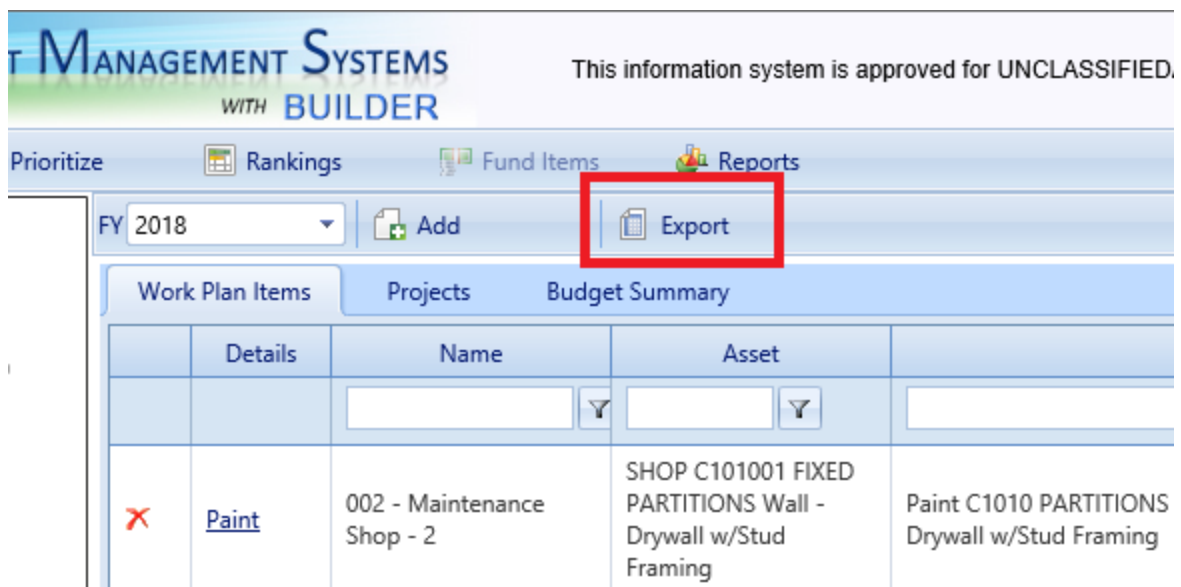 T MANAGEMENT SYSTEMS
WITH BUILDER
This information system is approved for UNCLASSIFIED
Prioritize
Rankings
Fund Items
Reports
FY 2018
Add
Export
Work Plan Items
Projects
Budget Summary
Details
Name
Asset
Paint
002 - Maintenance
Shop - 2
SHOP C101001 FIXED
PARTITIONS Wall -
Drywall w/Stud
Framing
Paint C1010 PARTITIONS
Drywall w/Stud Framing